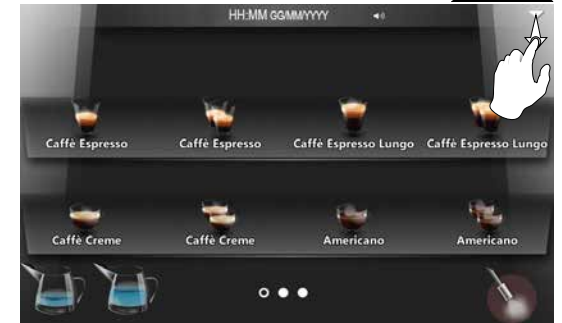 HH:MM GG/MM/YYYY
Caffè Espresso Caffè Espresso Caffè Espresso Lungo Caffè Espresso Lungo
Caffè Creme Caffè Creme Americano Americano